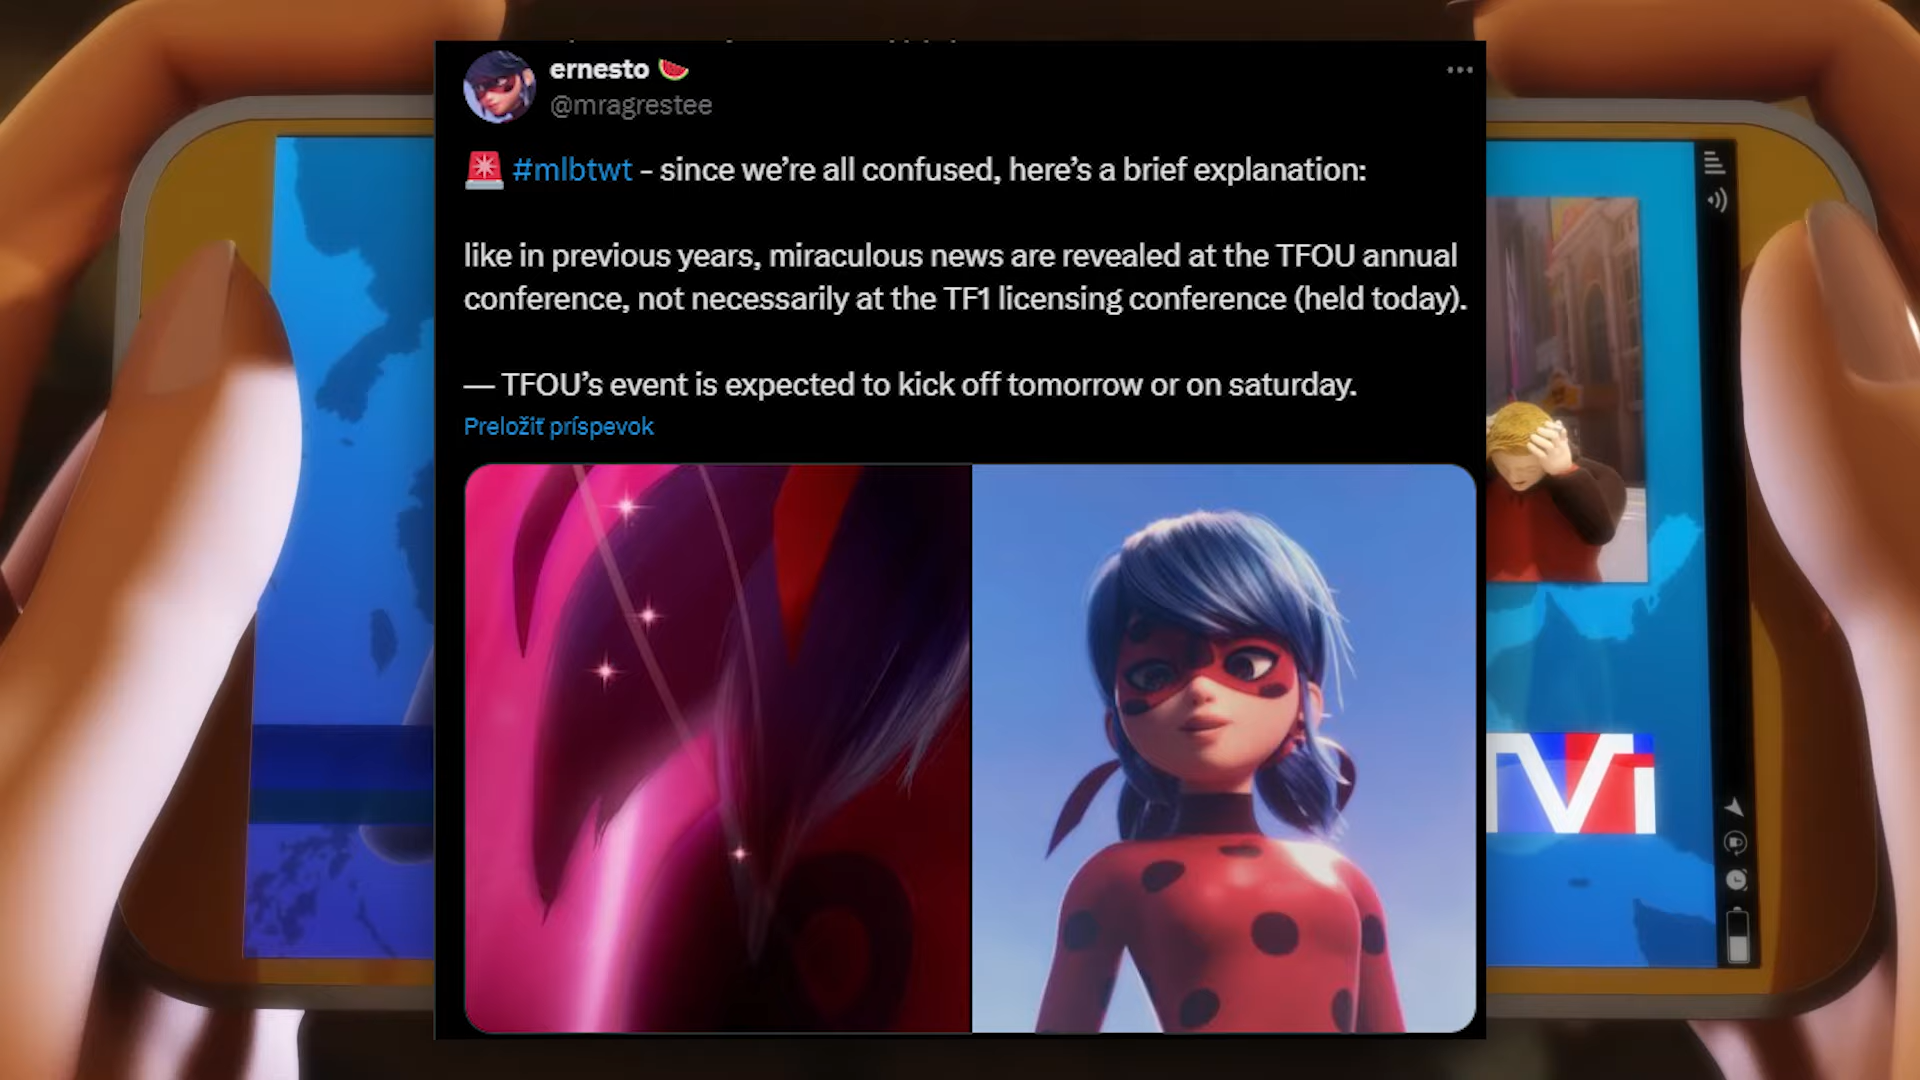 ernesto 🍉
@mragrestee
🚨 #mlbtwt - since we’re all confused, here’s a brief explanation:
like in previous years, miraculous news are revealed at the TFOU annual
conference, not necessarily at the TF1 licensing conference (held today).
— TFOU’s event is expected to kick off tomorrow or on saturday.
Preložiť príspevok
Vi